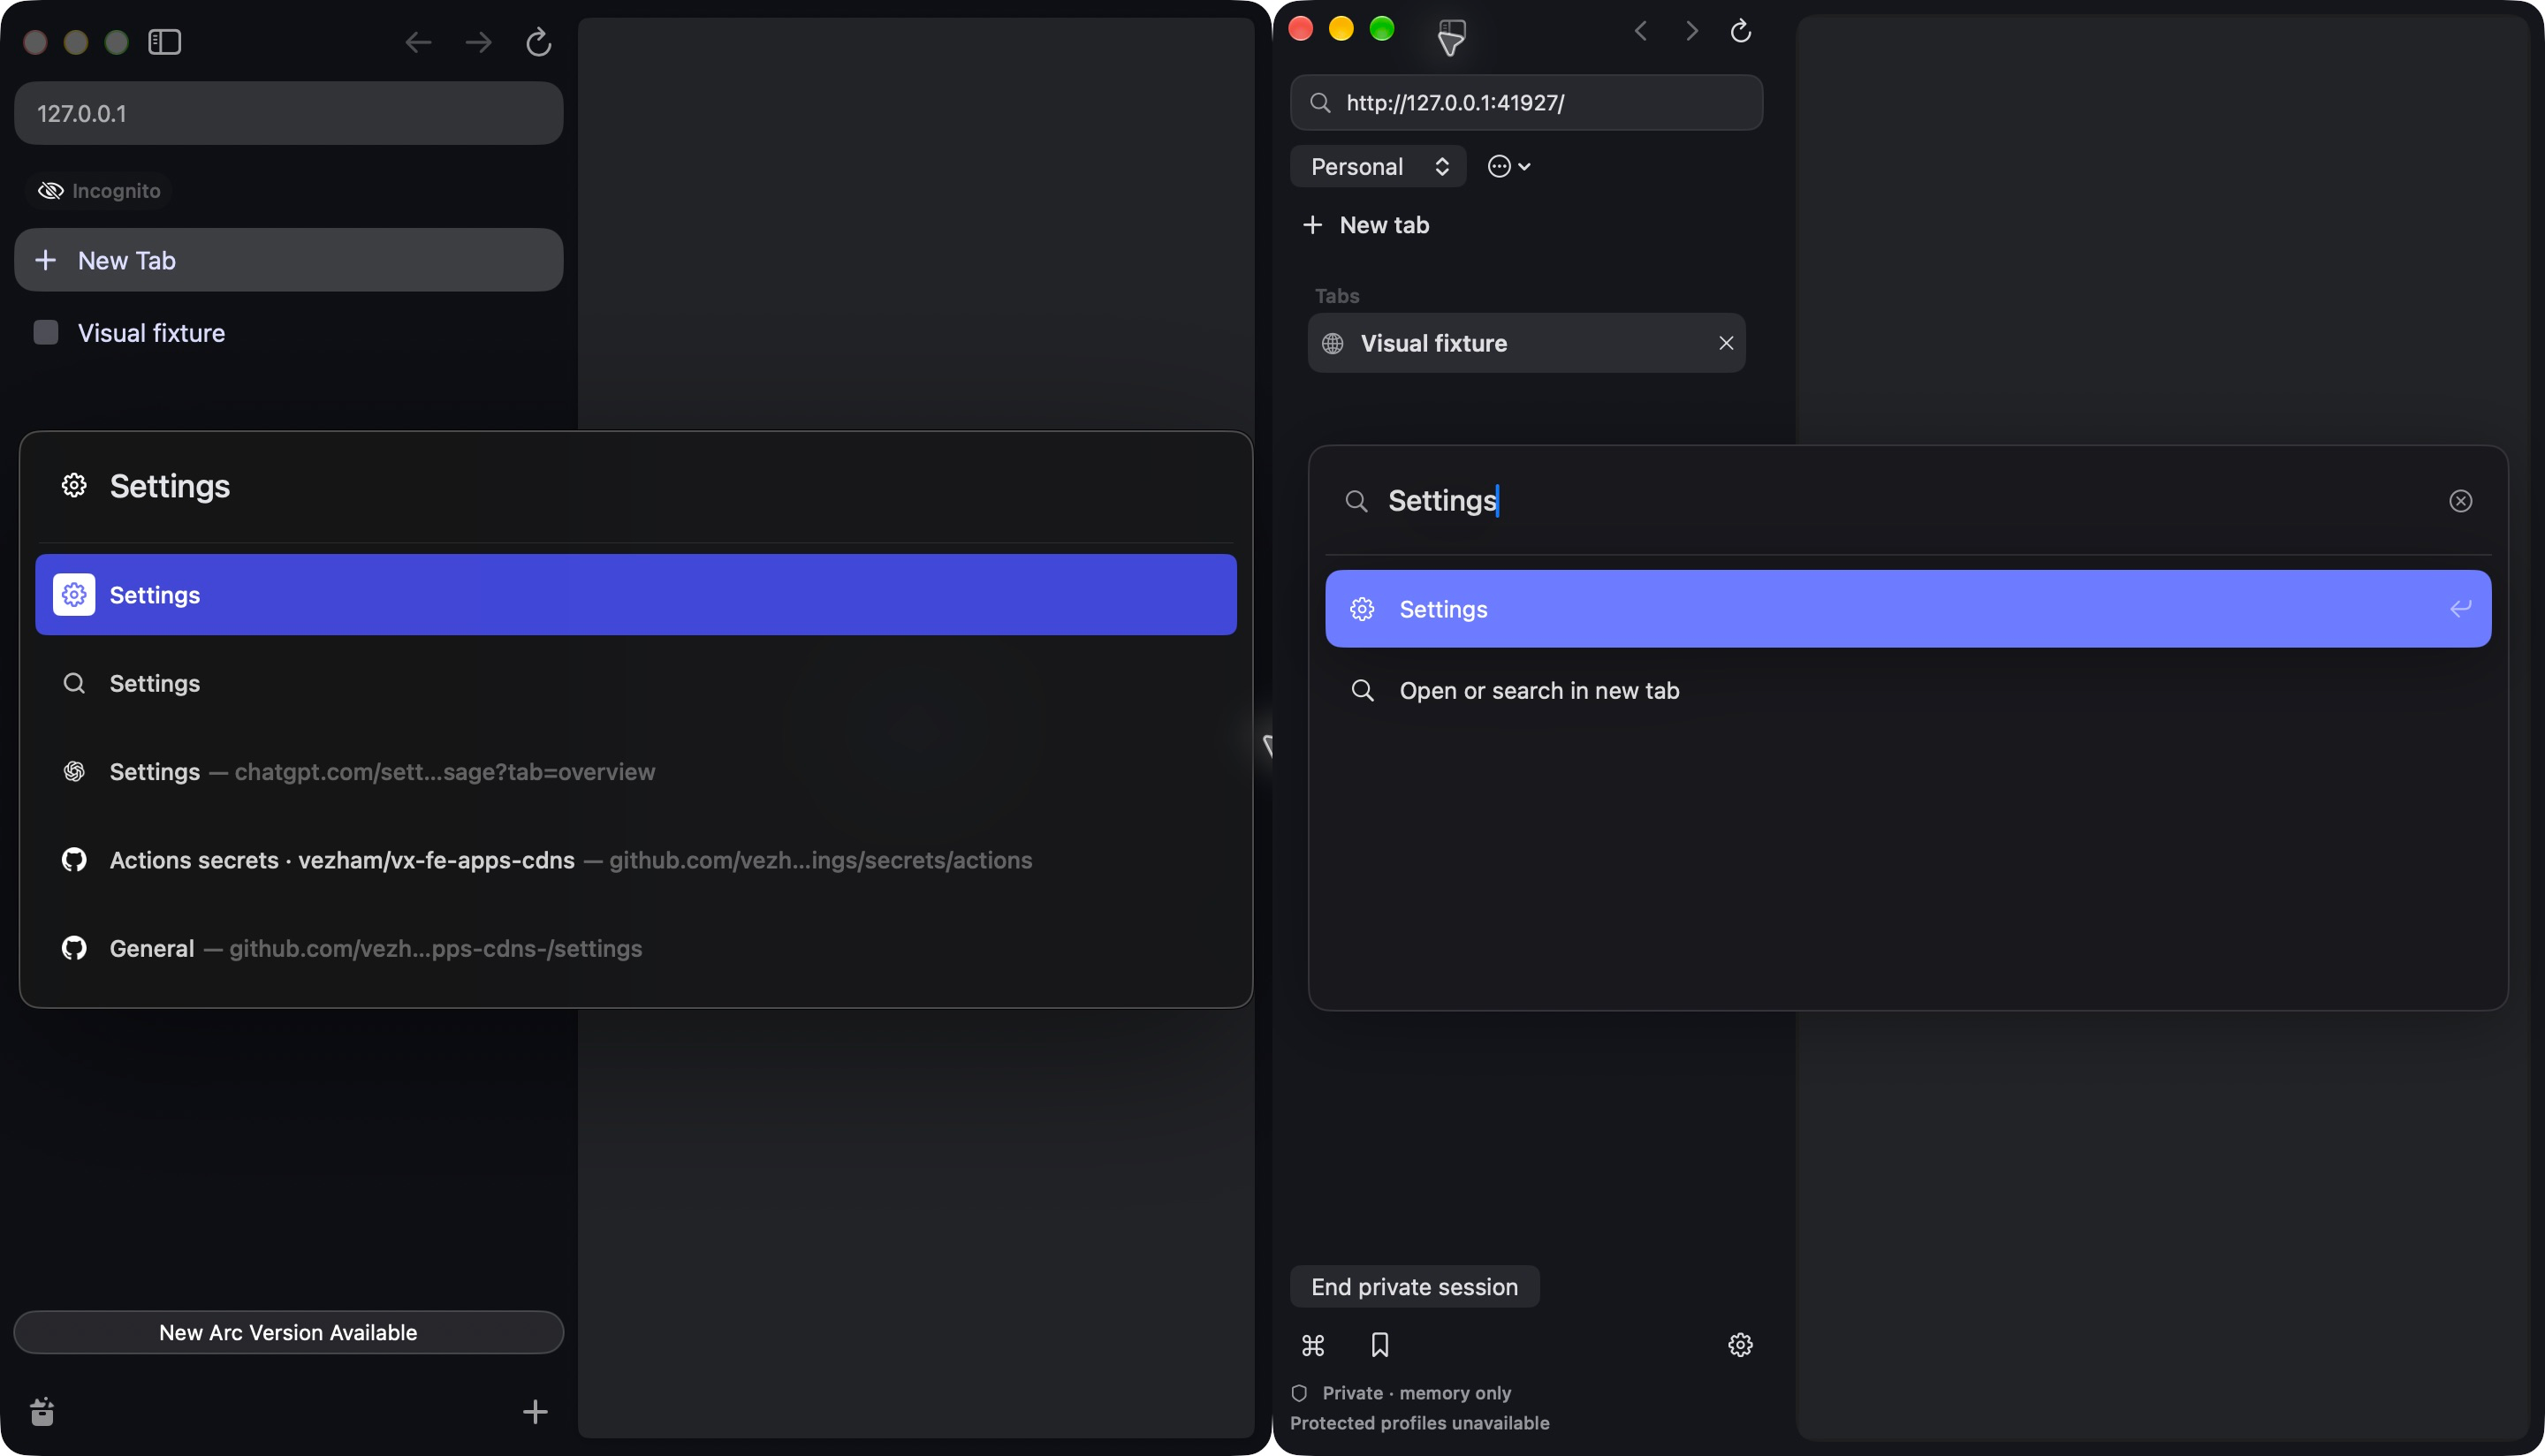 127.0.0.1
Incognito
New Tab
Visual fixture
Settings
Settings
Settings
Settings — chatgpt.com/sett...sage?tab=overview
Actions secrets · vezham/vx-fe-apps-cdns — github.com/vezh...ings/secrets/actions
General — github.com/vezh...pps-cdns-/settings
New Arc Version Available
http://127.0.0.1:41927/
Personal
New tab
Tabs
Visual fixture
Settings
Settings
Open or search in new tab
End private session
Private · memory only
Protected profiles unavailable